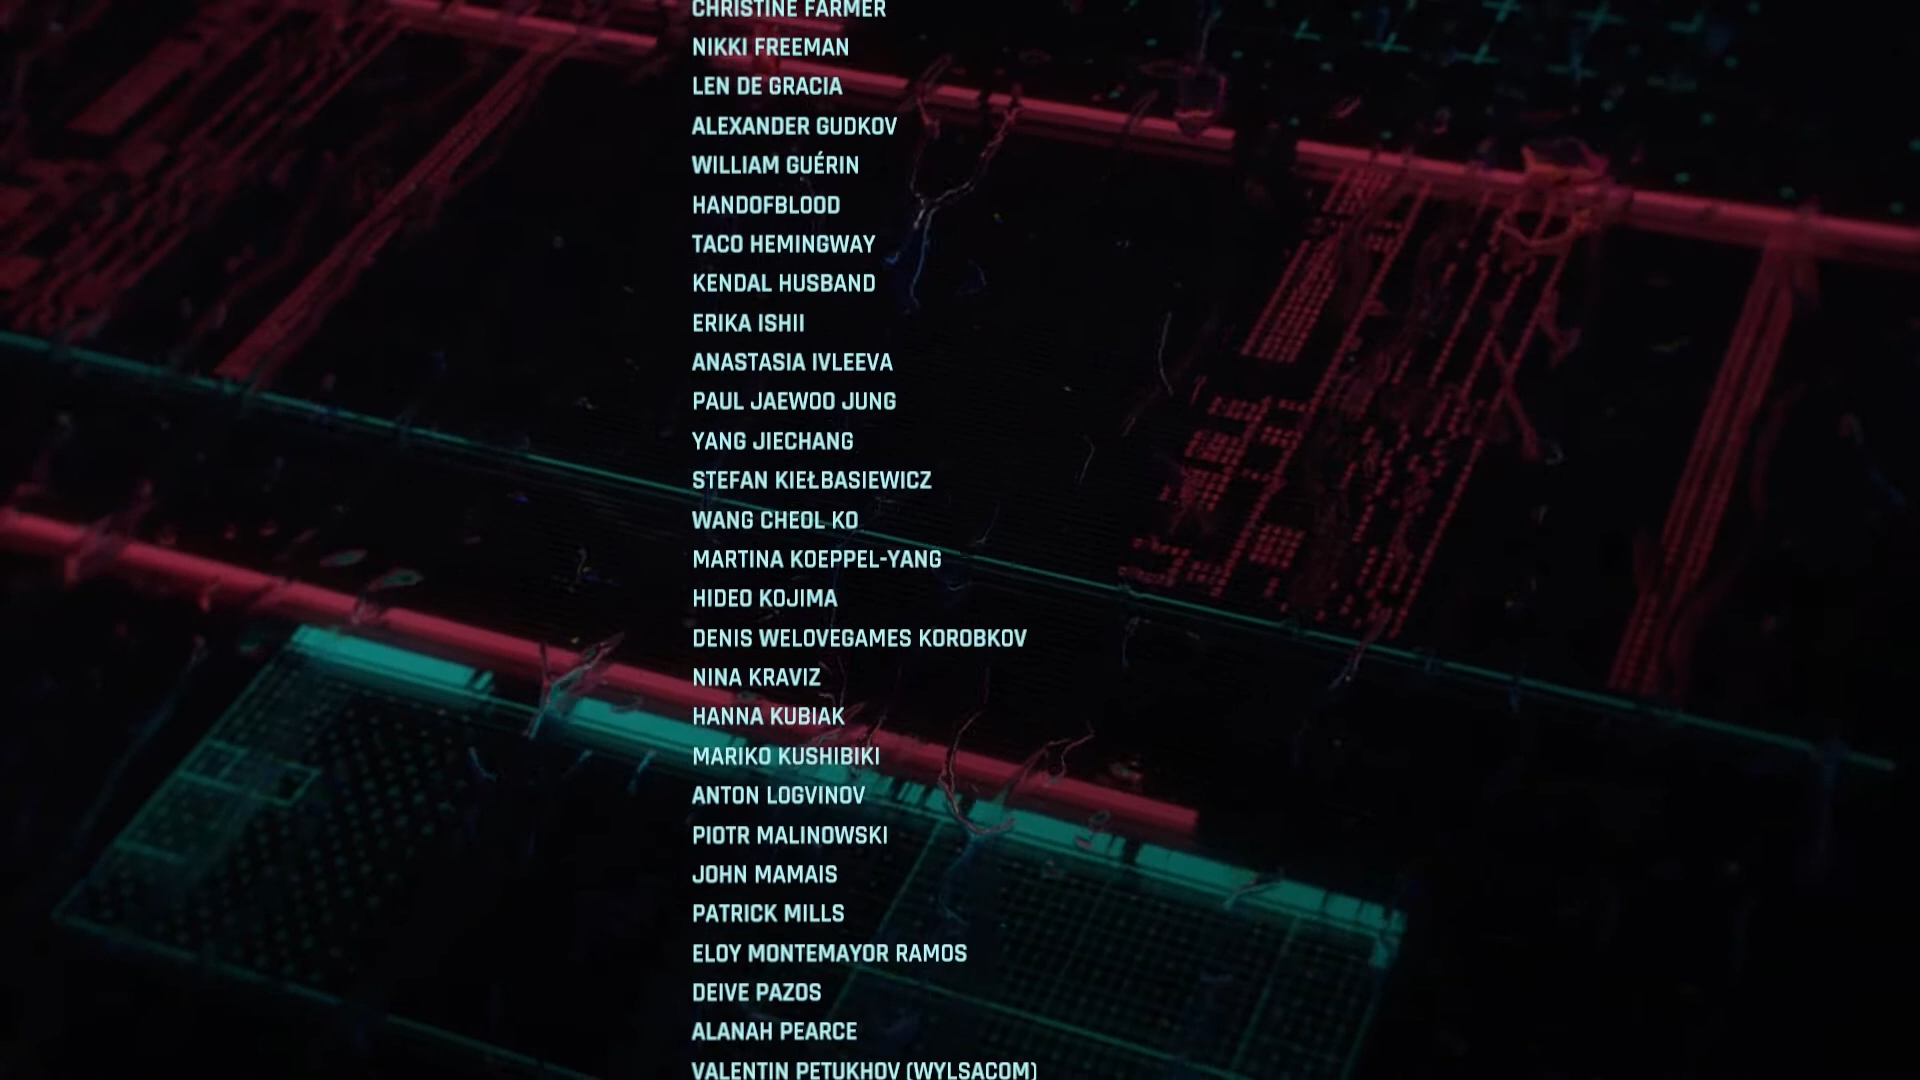 CHRISTINE FARMER
NIKKI FREEMAN
LEN DE GRACIA
ALEXANDER GUDKOV
WILLIAM GUÉRIN
HANDOFBLOOD
TACO HEMINGWAY
KENDAL HUSBAND
ERIKA ISHII
ANASTASIA IVLEEVA
PAUL JAEWOO JUNG
YANG JIECHANG
STEFAN KIEŁBASIEWICZ
WANG CHEOL KO
MARTINA KOEPPEL-YANG
HIDEO KOJIMA
DENIS WELOVEGAMES KOROBKOV
NINA KRAVIZ
HANNA KUBIAK
MARIKO KUSHIBIKI
ANTON LOGVINOV
PIOTR MALINOWSKI
JOHN MAMAIS
PATRICK MILLS
ELOY MONTEMAYOR RAMOS
DEIVE PAZOS
ALANAH PEARCE
VALENTIN PETUKHOV (WYLSACOM)